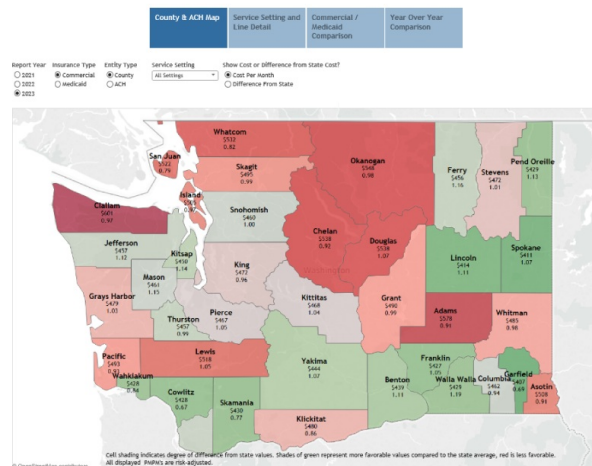 County & ACH Map
Service Setting and
Line Detail
Commercial /
Medicaid
Comparison
Year Over Year
Comparison
Report Year
Insurance Type
Entity Type
Service Setting
Show Cost or Difference from State Cost?
2021
Commercial
County
All Settings
Cost Per Month
2022
Medicaid
ACH
Difference From State
2023
Whatcom
$532
0.82
San Juan
$522
0.79
Skagit
$495
0.99
Okanogan
$548
0.98
Ferry
$456
1.16
Stevens
$472
1.01
Pend Oreille
$429
1.13
Island
Clallam
$601
0.97
Snohomish
$460
1.00
Chelan
$538
0.92
Douglas
$538
1.07
Jefferson
$457
1.12
Kitsap
$450
1.14
Lincoln
$414
1.11
Spokane
$411
1.07
King
$472
0.96
Mason
$461
1.15
Grays Harbor
$479
1.03
Kittitas
$468
1.04
Grant
$490
0.99
Adams
$578
0.91
Whitman
$485
0.98
Pierce
$467
1.05
Thurston
$457
0.99
Pacific
$493
Lewis
$518
1.05
Yakima
$444
1.07
Franklin
$427
1.05
Garfield
$407
0.69
Wahkiakum
$428
Cowlitz
$428
0.67
Skamania
$430
0.77
Benton
$439
1.11
Walla Walla
$429
1.19
Columbia
$462
0.94
Asotin
$508
0.91
Klickitat
$480
0.86
Cell shading indicates degree of difference from state values. Shades of green represent more favorable values compared to the state average, red is less favorable.
All displayed PMPM's are risk-adjusted.